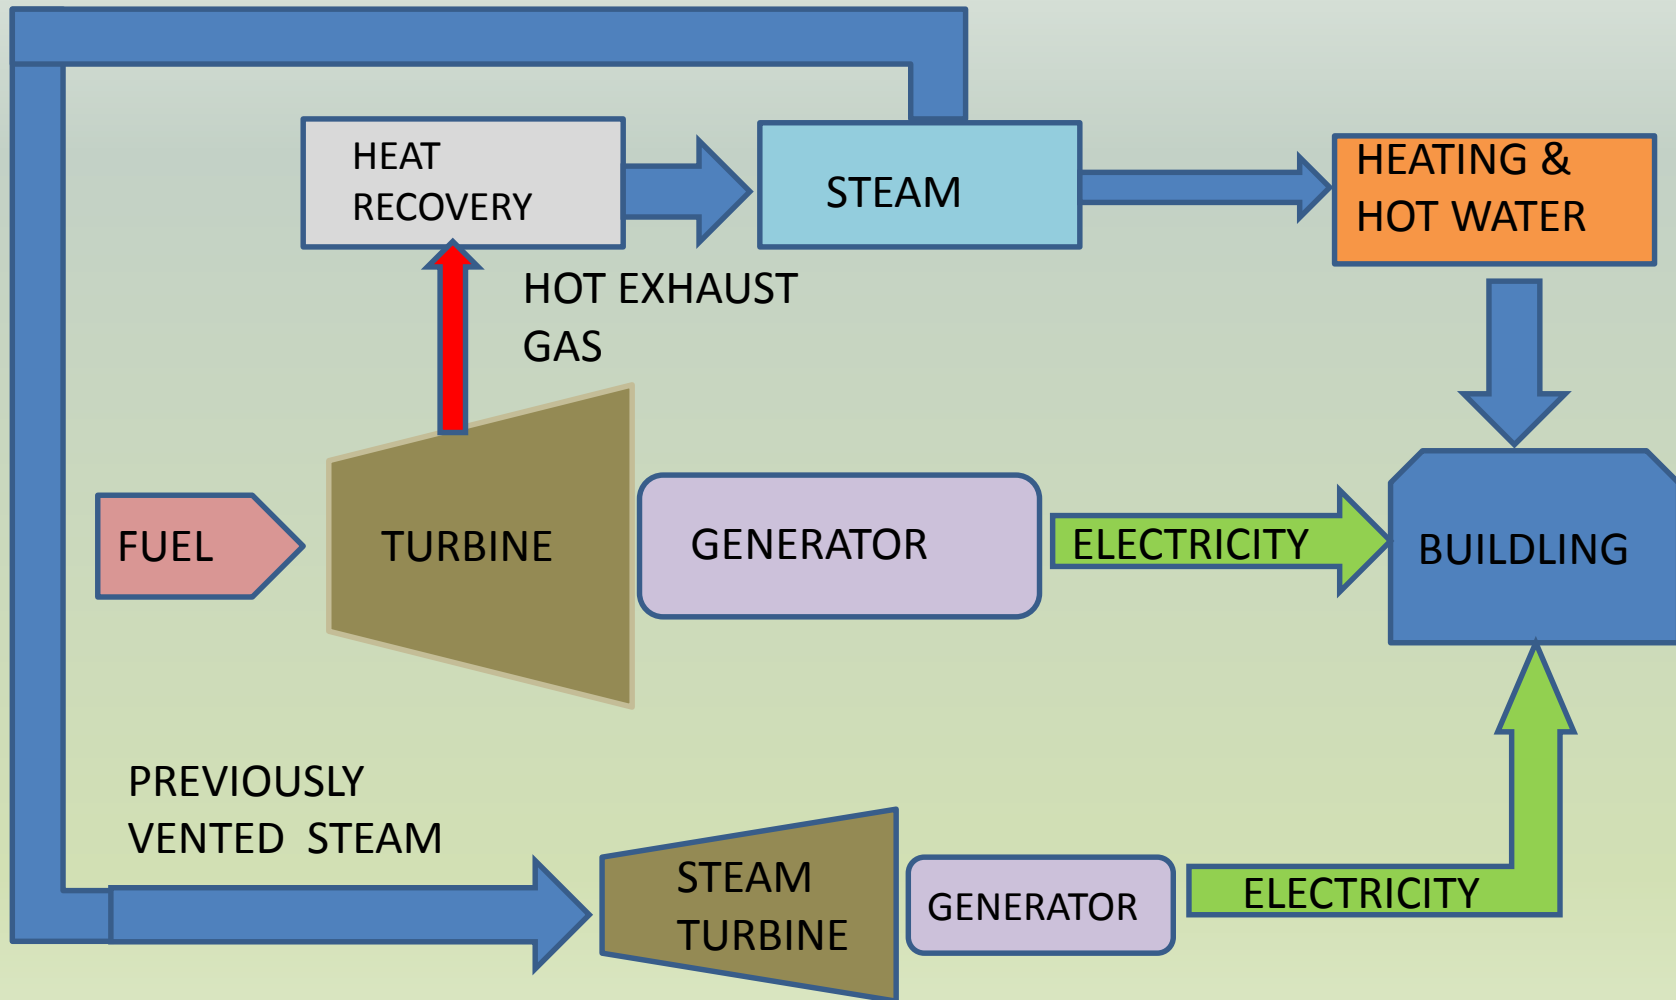 HEAT
RECOVERY
STEAM
HEATING &
HOT WATER
HOT EXHAUST
GAS
FUEL
TURBINE
GENERATOR
ELECTRICITY
BUILDLING
PREVIOUSLY
VENTED  STEAM
STEAM
TURBINE
GENERATOR
ELECTRICITY